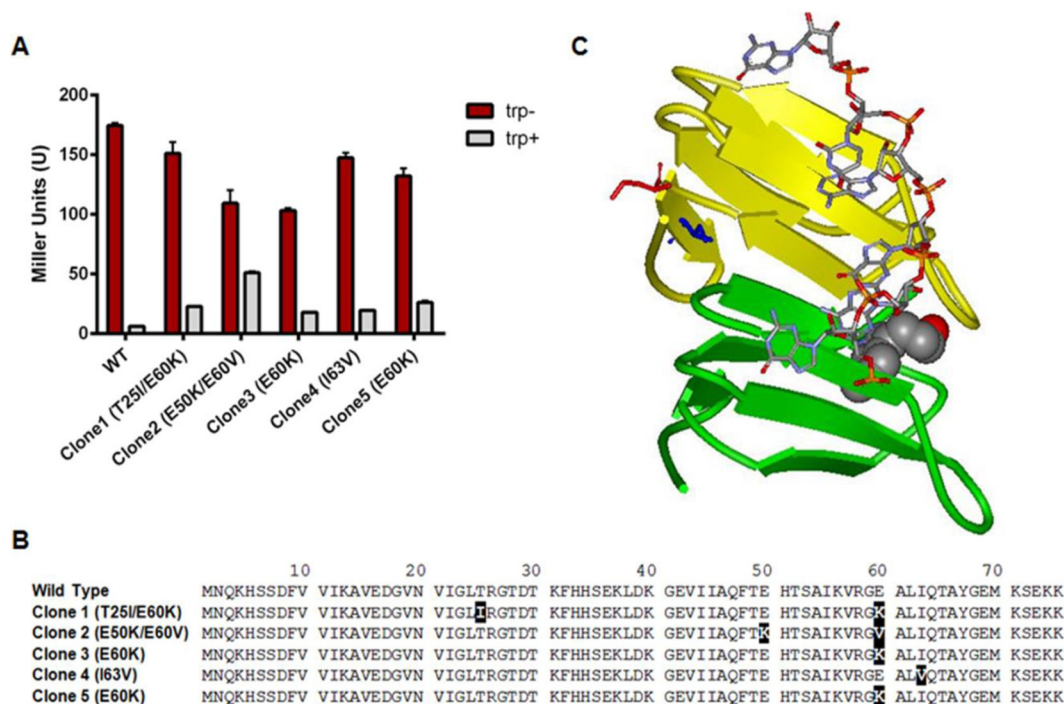 A
C
200
150
100
50
0
Miller Units (U)
trp-
trp+
WT
Clone1 (T25I/E60K)
Clone2 (E50K/E60V)
Clone3 (E60K)
Clone4 (I63V)
Clone5 (E60K)
B
10 20 30 40 50 60 70
Wild Type MNQKHSSDFV VIKAVEDGVN VIGLTRGTDT KFHHSEKLDK GEVIIAQFTE HTSAIKVRGE ALIQTAYGEM KSEKK
Clone 1 (T25I/E60K) MNQKHSSDFV VIKAVEDGVN VIGLIRGTDT KFHHSEKLDK GEVIIAQFTE HTSAIKVRGK ALIQTAYGEM KSEKK
Clone 2 (E50K/E60V) MNQKHSSDFV VIKAVEDGVN VIGLTRGTDT KFHHSEKLDK GEVIIAQFTK HTSAIKVRGV ALIQTAYGEM KSEKK
Clone 3 (E60K) MNQKHSSDFV VIKAVEDGVN VIGLTRGTDT KFHHSEKLDK GEVIIAQFTE HTSAIKVRGK ALIQTAYGEM KSEKK
Clone 4 (I63V) MNQKHSSDFV VIKAVEDGVN VIGLTRGTDT KFHHSEKLDK GEVIIAQFTE HTSAIKVRGE ALVQTAYGEM KSEKK
Clone 5 (E60K) MNQKHSSDFV VIKAVEDGVN VIGLTRGTDT KFHHSEKLDK GEVIIAQFTE HTSAIKVRGK ALIQTAYGEM KSEKK